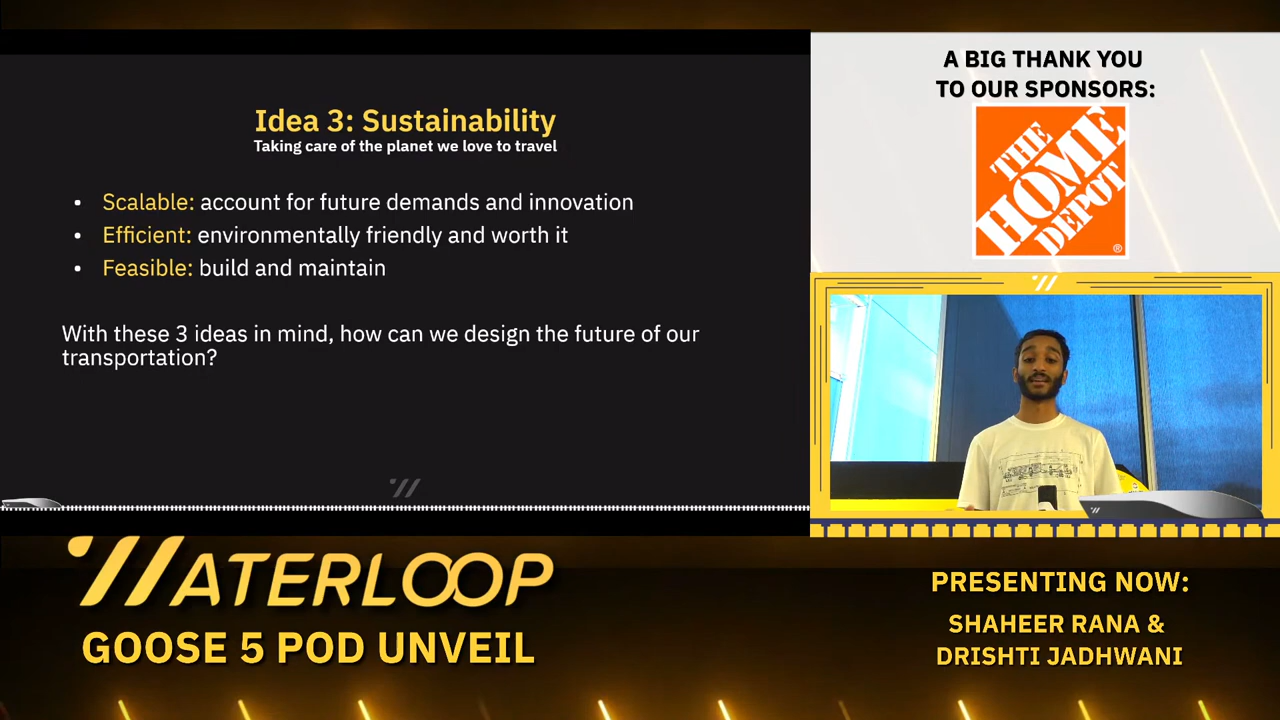 Idea 3: Sustainability
Taking care of the planet we love to travel
• Scalable: account for future demands and innovation
• Efficient: environmentally friendly and worth it
• Feasible: build and maintain
With these 3 ideas in mind, how can we design the future of our
transportation?
A BIG THANK YOU
TO OUR SPONSORS:
THE
HOME
DEPOT
®
WATERLOOP
GOOSE 5 POD UNVEIL
PRESENTING NOW:
SHAHEER RANA &
DRISHTI JADHWANI